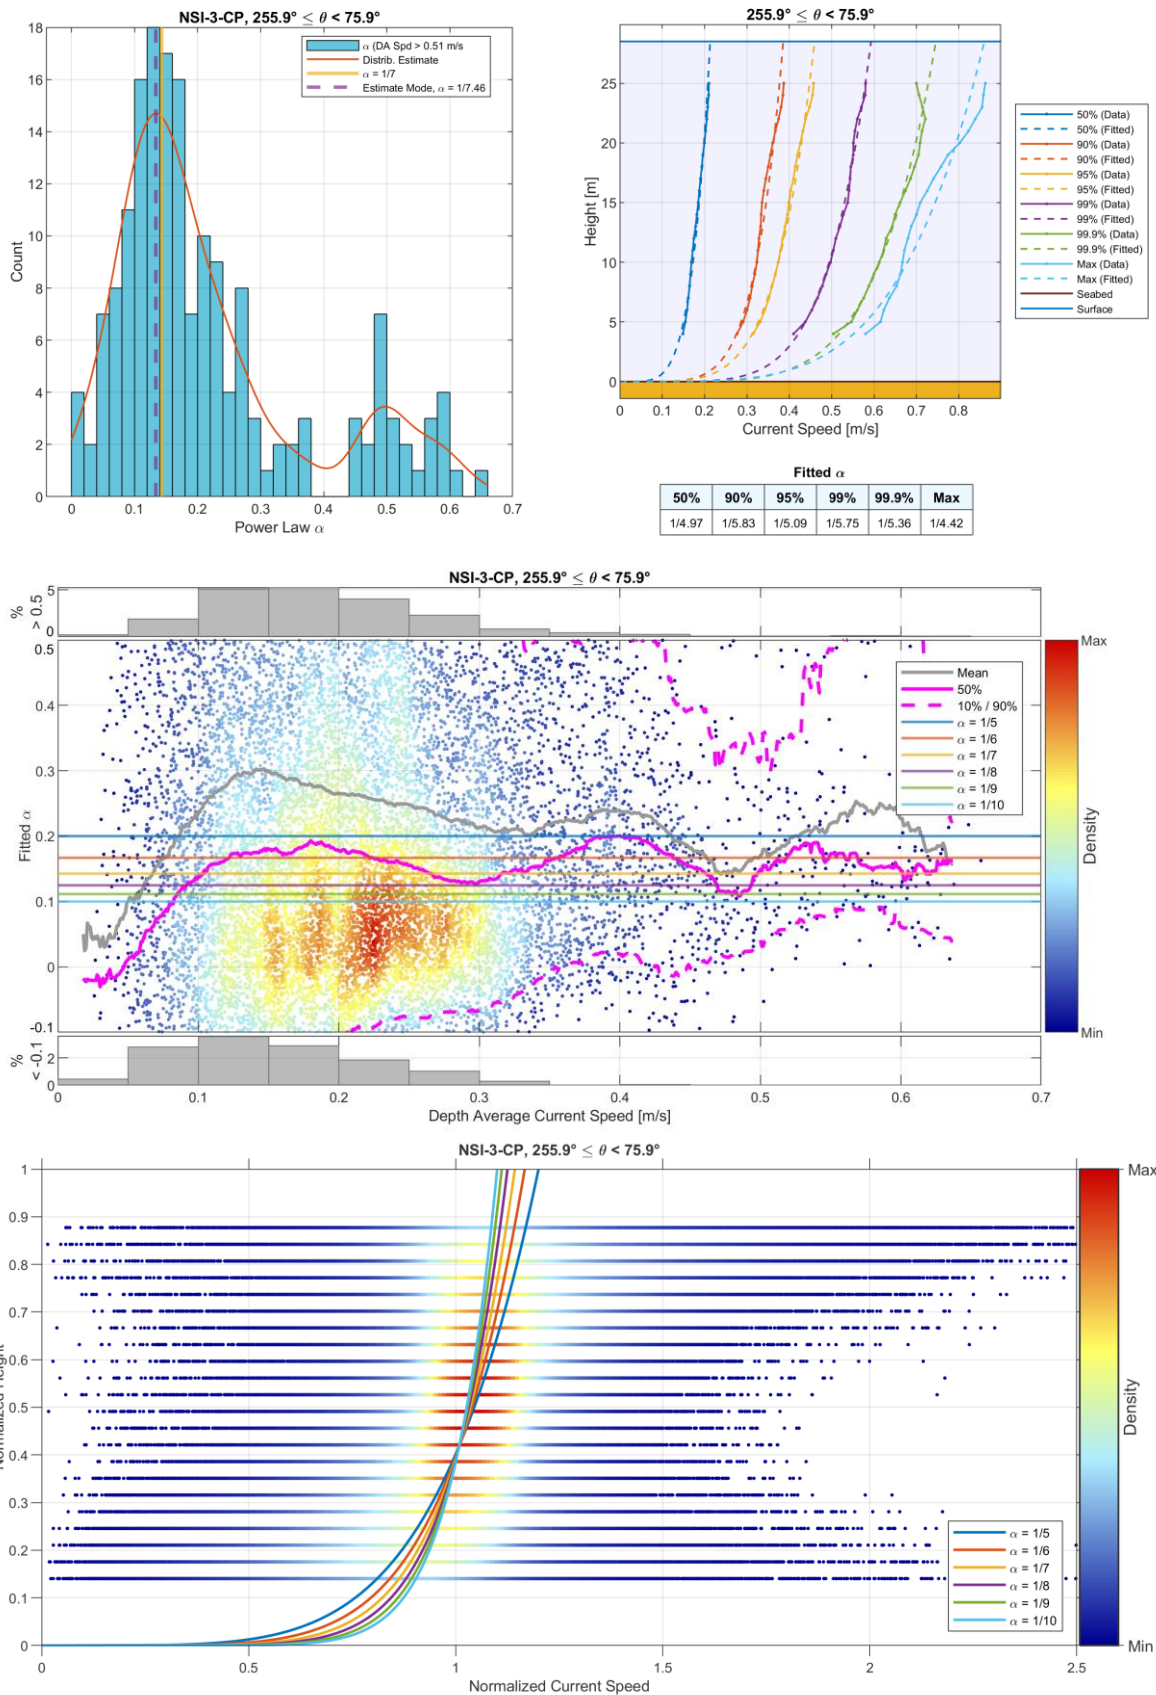 NSI-3-CP, 255.9° ≤ θ < 75.9°
18
16
14
12
10
8
6
4
2
0
Count
0
0.1
0.2
0.3
0.4
0.5
0.6
0.7
Power Law α
α (DA Spd > 0.51 m/s
Distrib. Estimate
α = 1/7
Estimate Mode, α = 1/7.46
255.9° ≤ θ < 75.9°
25
20
15
10
5
0
Height [m]
0
0.1
0.2
0.3
0.4
0.5
0.6
0.7
0.8
Current Speed [m/s]
50% (Data)
50% (Fitted)
90% (Data)
90% (Fitted)
95% (Data)
95% (Fitted)
99% (Data)
99% (Fitted)
99.9% (Data)
99.9% (Fitted)
Max (Data)
Max (Fitted)
Seabed
Surface
Fitted α
50% 90% 95% 99% 99.9% Max
1/4.97 1/5.83 1/5.09 1/5.75 1/5.36 1/4.42
NSI-3-CP, 255.9° ≤ θ < 75.9°
%
> 0.5
5
0
0.5
0.4
0.3
0.2
0.1
0
-0.1
Fitted α
Mean
50%
10% / 90%
α = 1/5
α = 1/6
α = 1/7
α = 1/8
α = 1/9
α = 1/10
Max
Density
Min
%
< -0.1
2
0
0
0.1
0.2
0.3
0.4
0.5
0.6
0.7
Depth Average Current Speed [m/s]
NSI-3-CP, 255.9° ≤ θ < 75.9°
1
0.9
0.8
0.7
0.6
0.5
0.4
0.3
0.2
0.1
0
0
0.5
1
1.5
2
2.5
Normalized Current Speed
α = 1/5
α = 1/6
α = 1/7
α = 1/8
α = 1/9
α = 1/10
Max
Density
Min